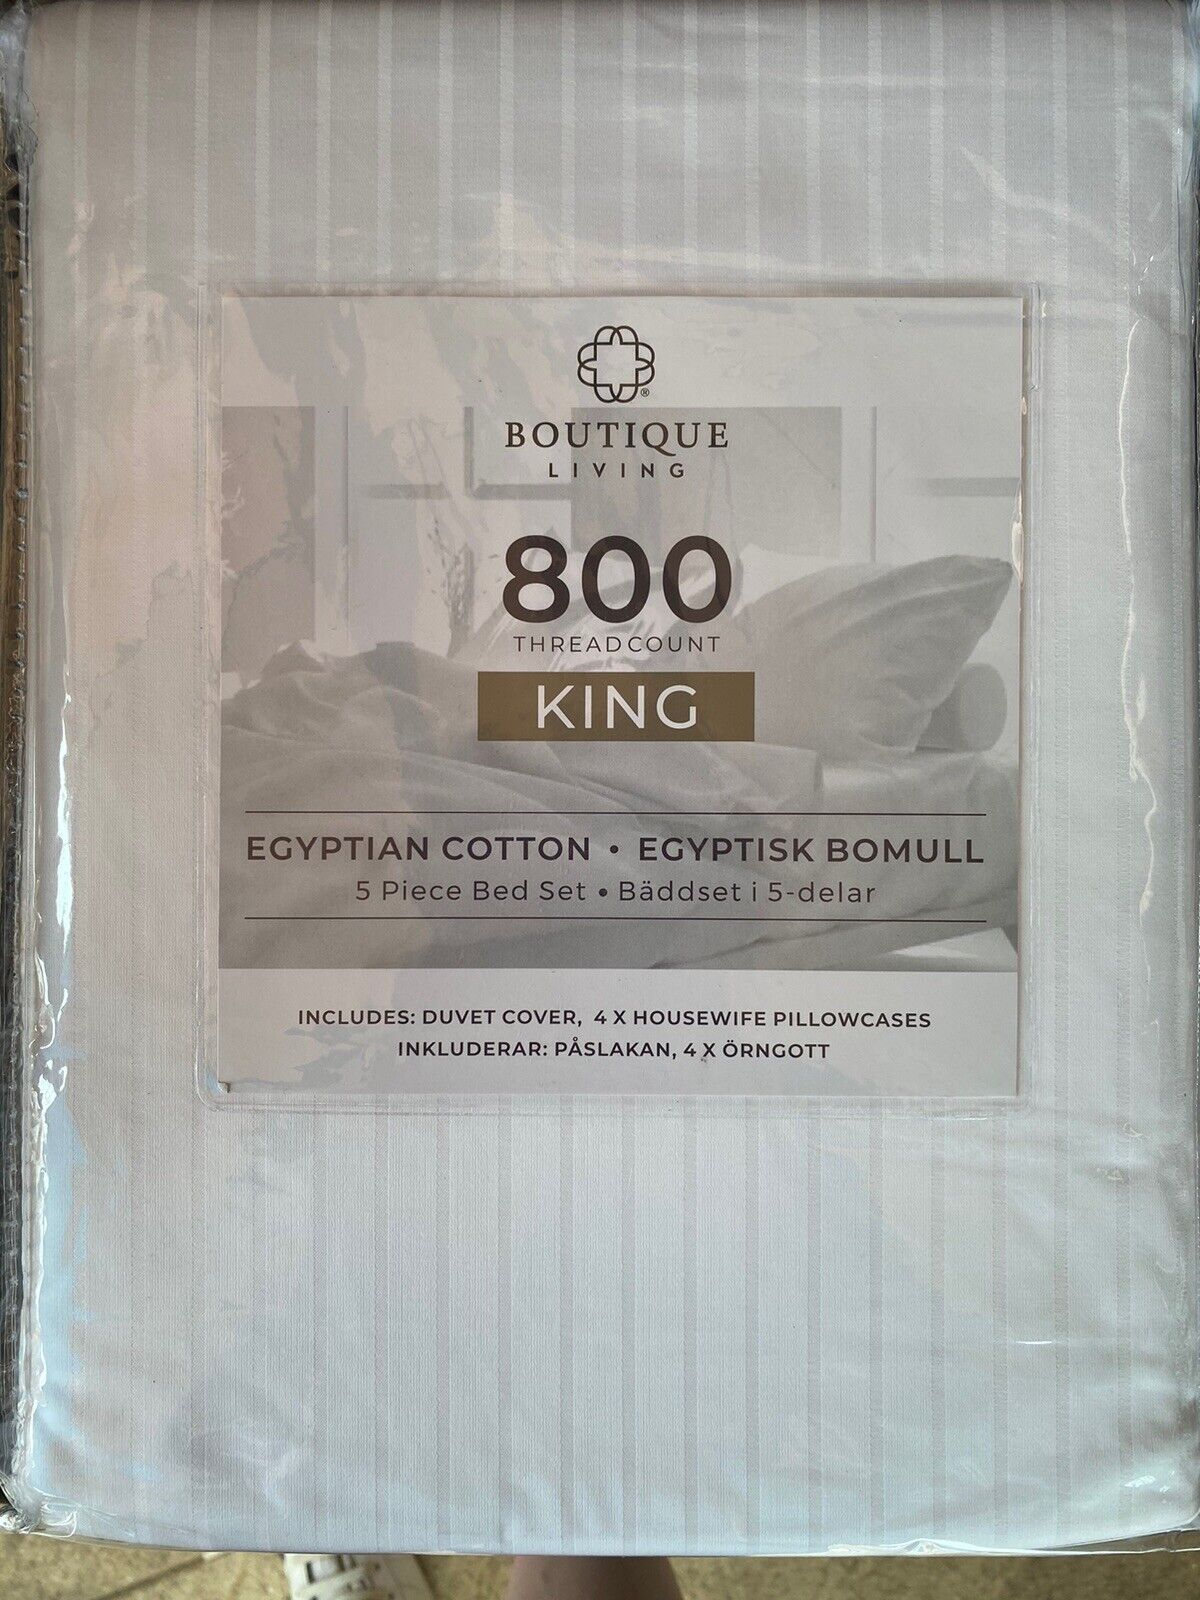 ®
BOUTIQUE
LIVING
800
THREADCOUNT
KING
EGYPTIAN COTTON • EGYPTISK BOMULL
5 Piece Bed Set • Bäddset i 5-delar
INCLUDES: DUVET COVER, 4 X HOUSEWIFE PILLOWCASES
INKLUDERAR: PÅSLAKAN, 4 X ÖRNGOTT